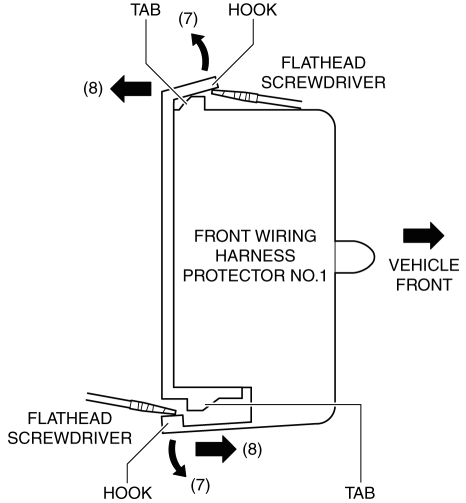 TAB
(7)
HOOK
FLATHEAD
SCREWDRIVER
(8)
FRONT WIRING
HARNESS
PROTECTOR NO.1
VEHICLE
FRONT
FLATHEAD
SCREWDRIVER
(8)
(7)
HOOK
TAB